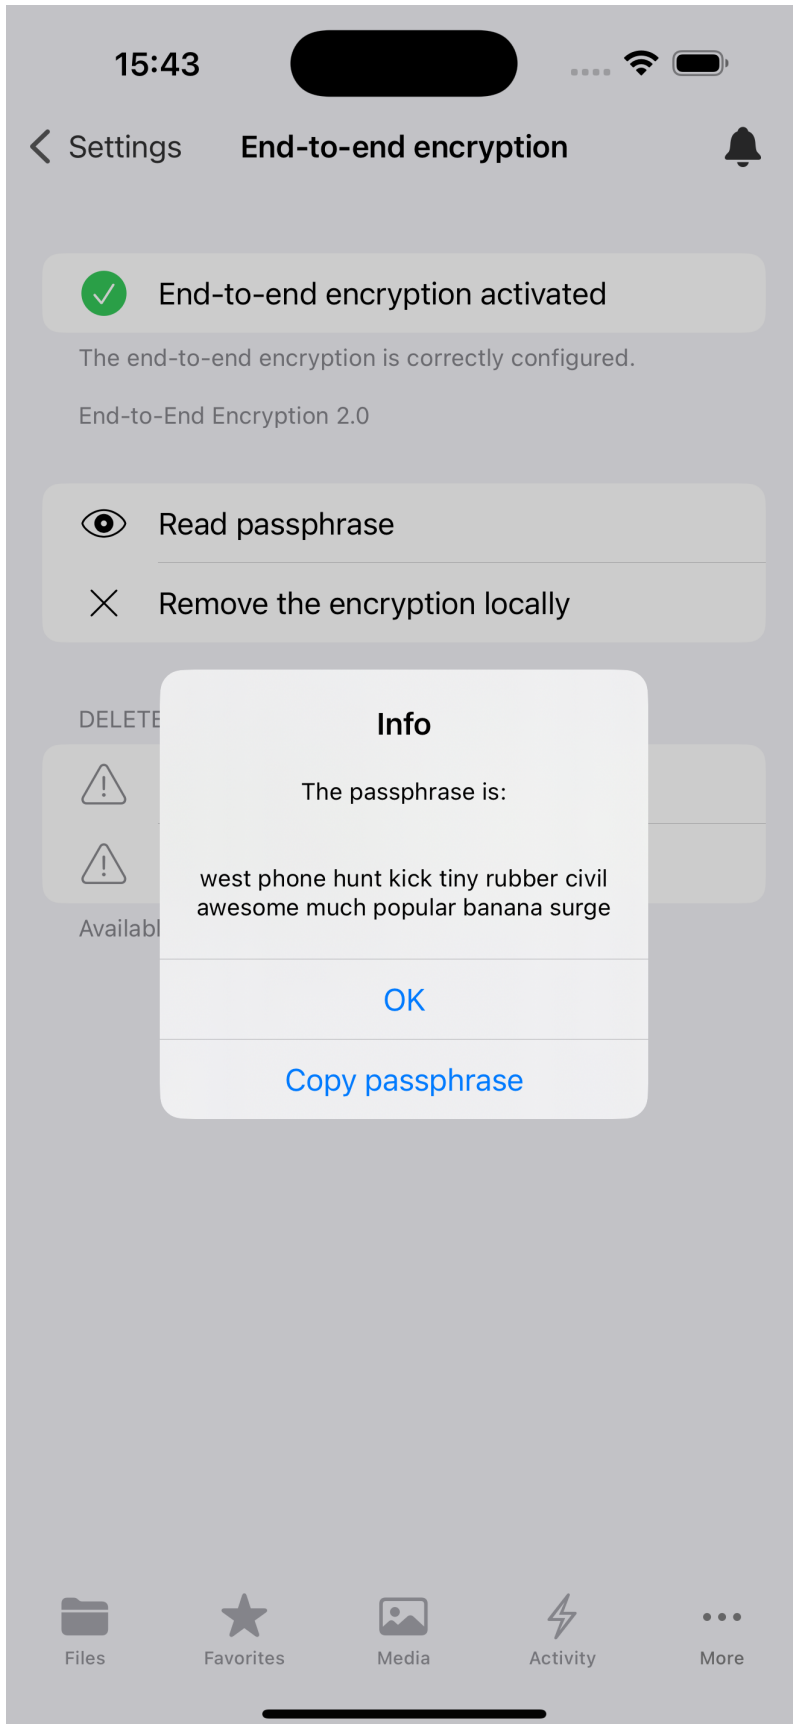 15:43
Settings
End-to-end encryption
End-to-end encryption activated
The end-to-end encryption is correctly configured.
End-to-End Encryption 2.0
Read passphrase
Remove the encryption locally
DELETE
Info
The passphrase is:
west phone hunt kick tiny rubber civil
awesome much popular banana surge
OK
Copy passphrase
Files
Favorites
Media
Activity
More